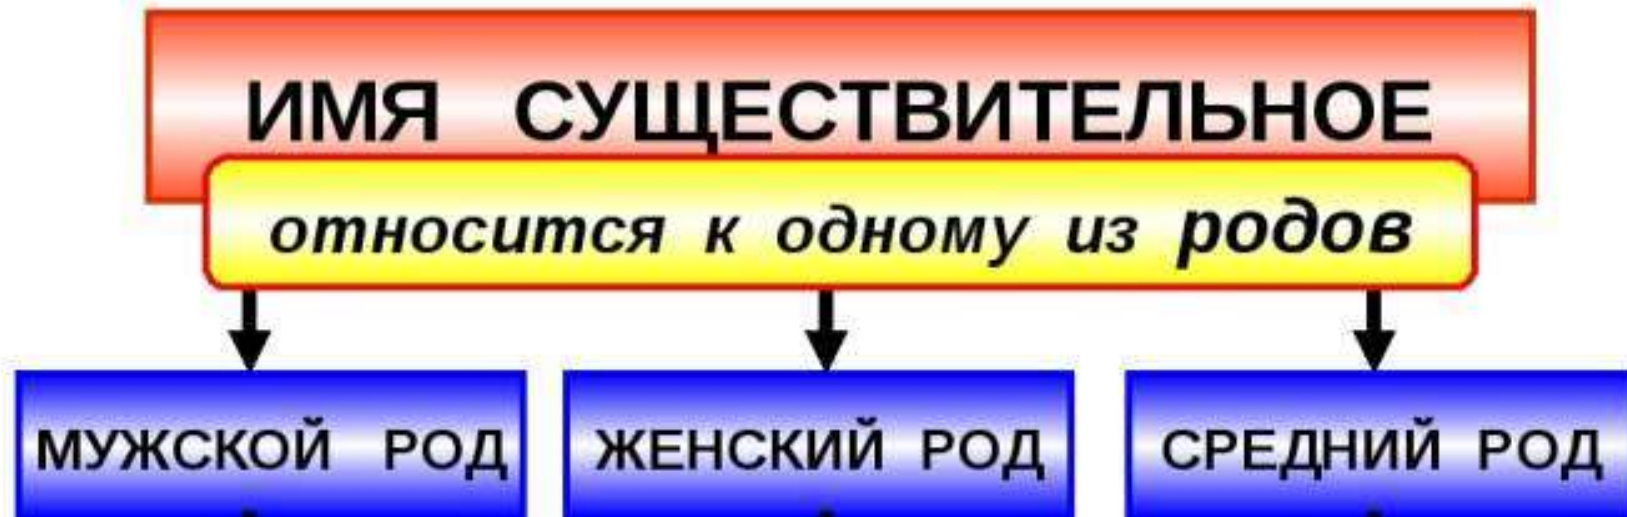 ИМЯ СУЩЕСТВИТЕЛЬНОЕ
относится к одному из родов
МУЖСКОЙ РОД
ЖЕНСКИЙ РОД
СРЕДНИЙ РОД